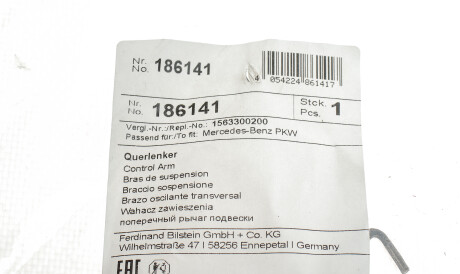 Nr.
No. 186141
4 054224 861417
Nr.
No. 186141
Stck.
Pcs. 1
Vergl.-Nr./Repl.-No.: 1563300200
Passend für:/To fit: Mercedes-Benz PKW
Querlenker
Control Arm
Bras de suspension
Braccio sospensione
Brazo oscilante transversal
Wahacz zawieszenia
поперечный рычаг подвески
Ferdinand Bilstein GmbH + Co. KG
Wilhelmstraße 47 | 58256 Ennepetal | Germany
EAC